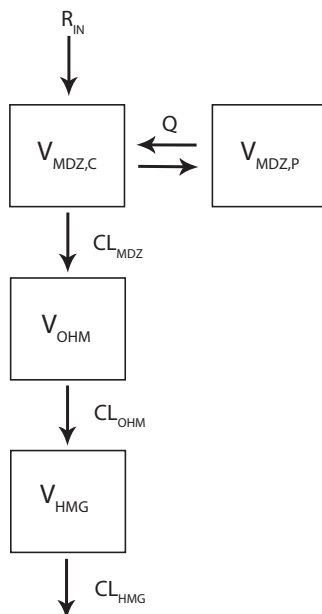 R_IN
Q
V_MDZ,C
V_MDZ,P
CL_MDZ
V_OHM
CL_OHM
V_HMG
CL_HMG